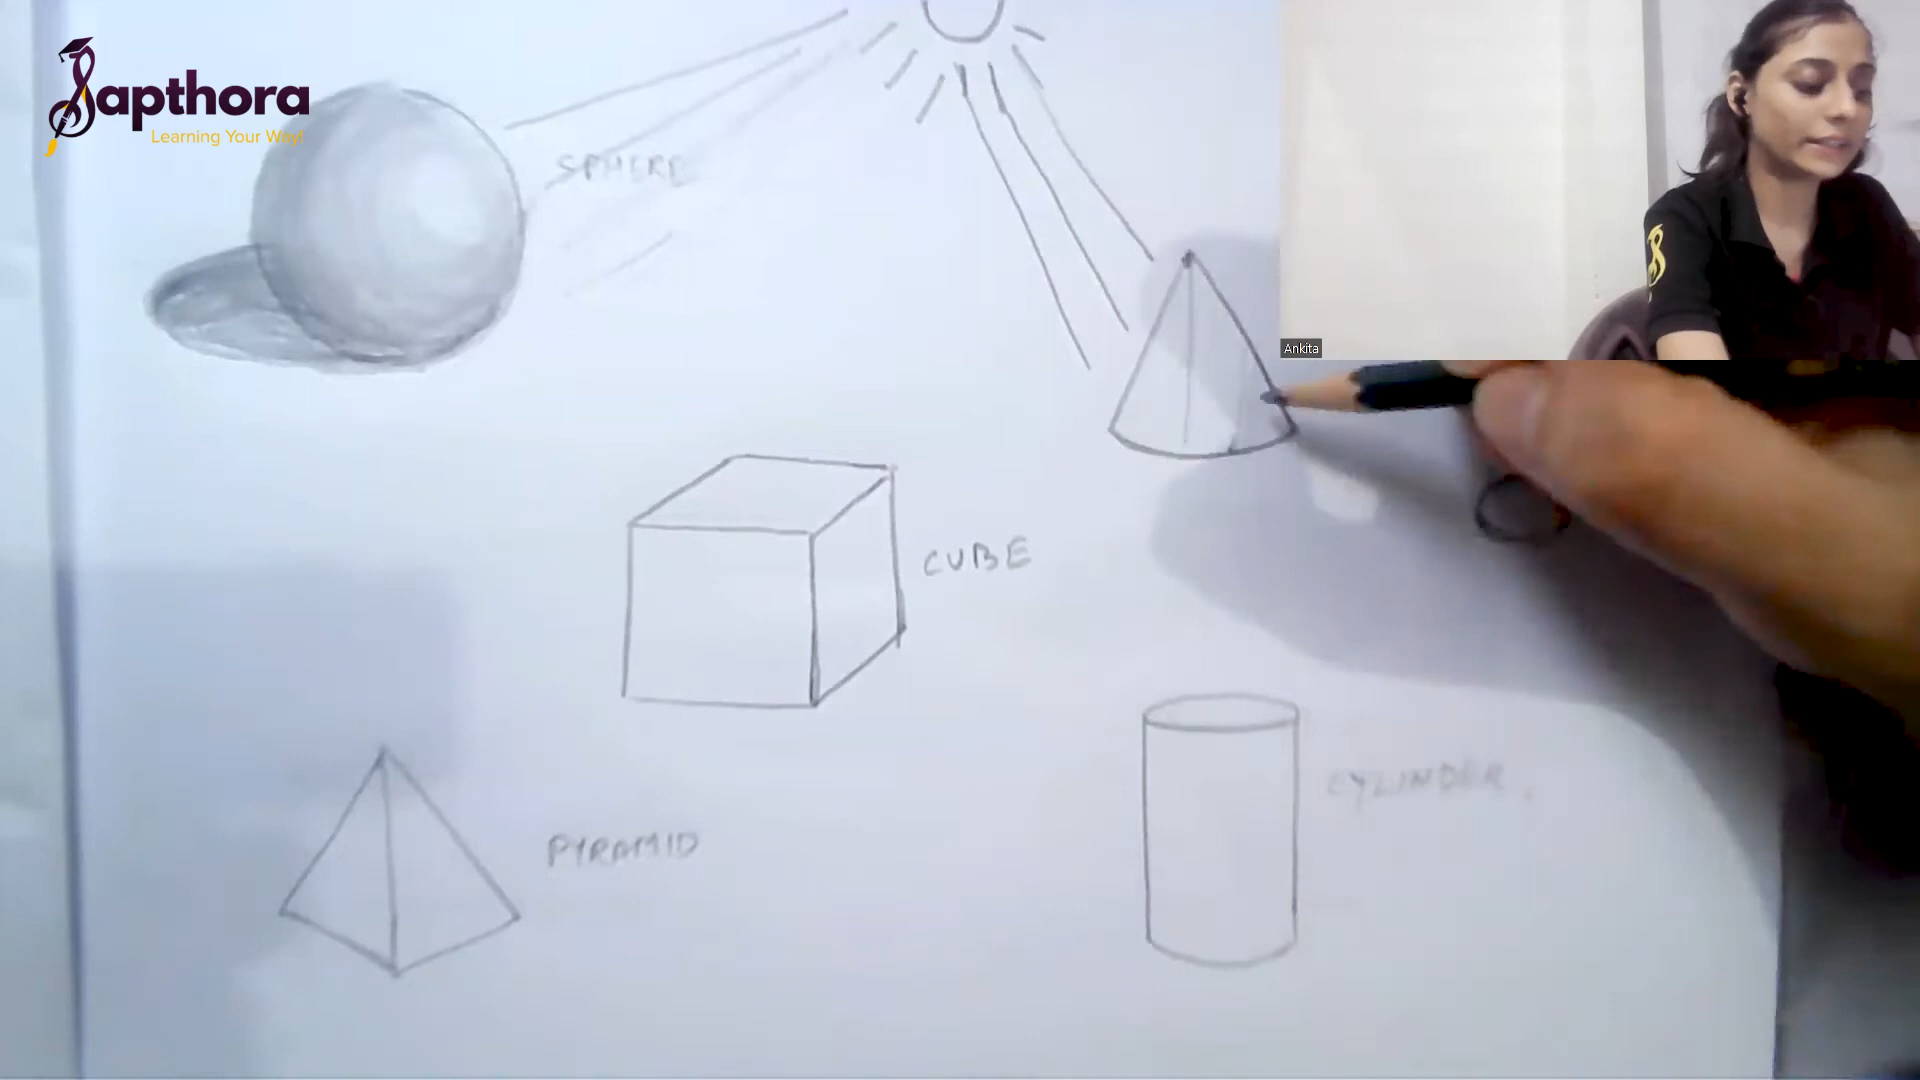 Sapthora
Learning Your Way!
SPHERE
Ankita
CUBE
CYLINDER.
PYRAMID